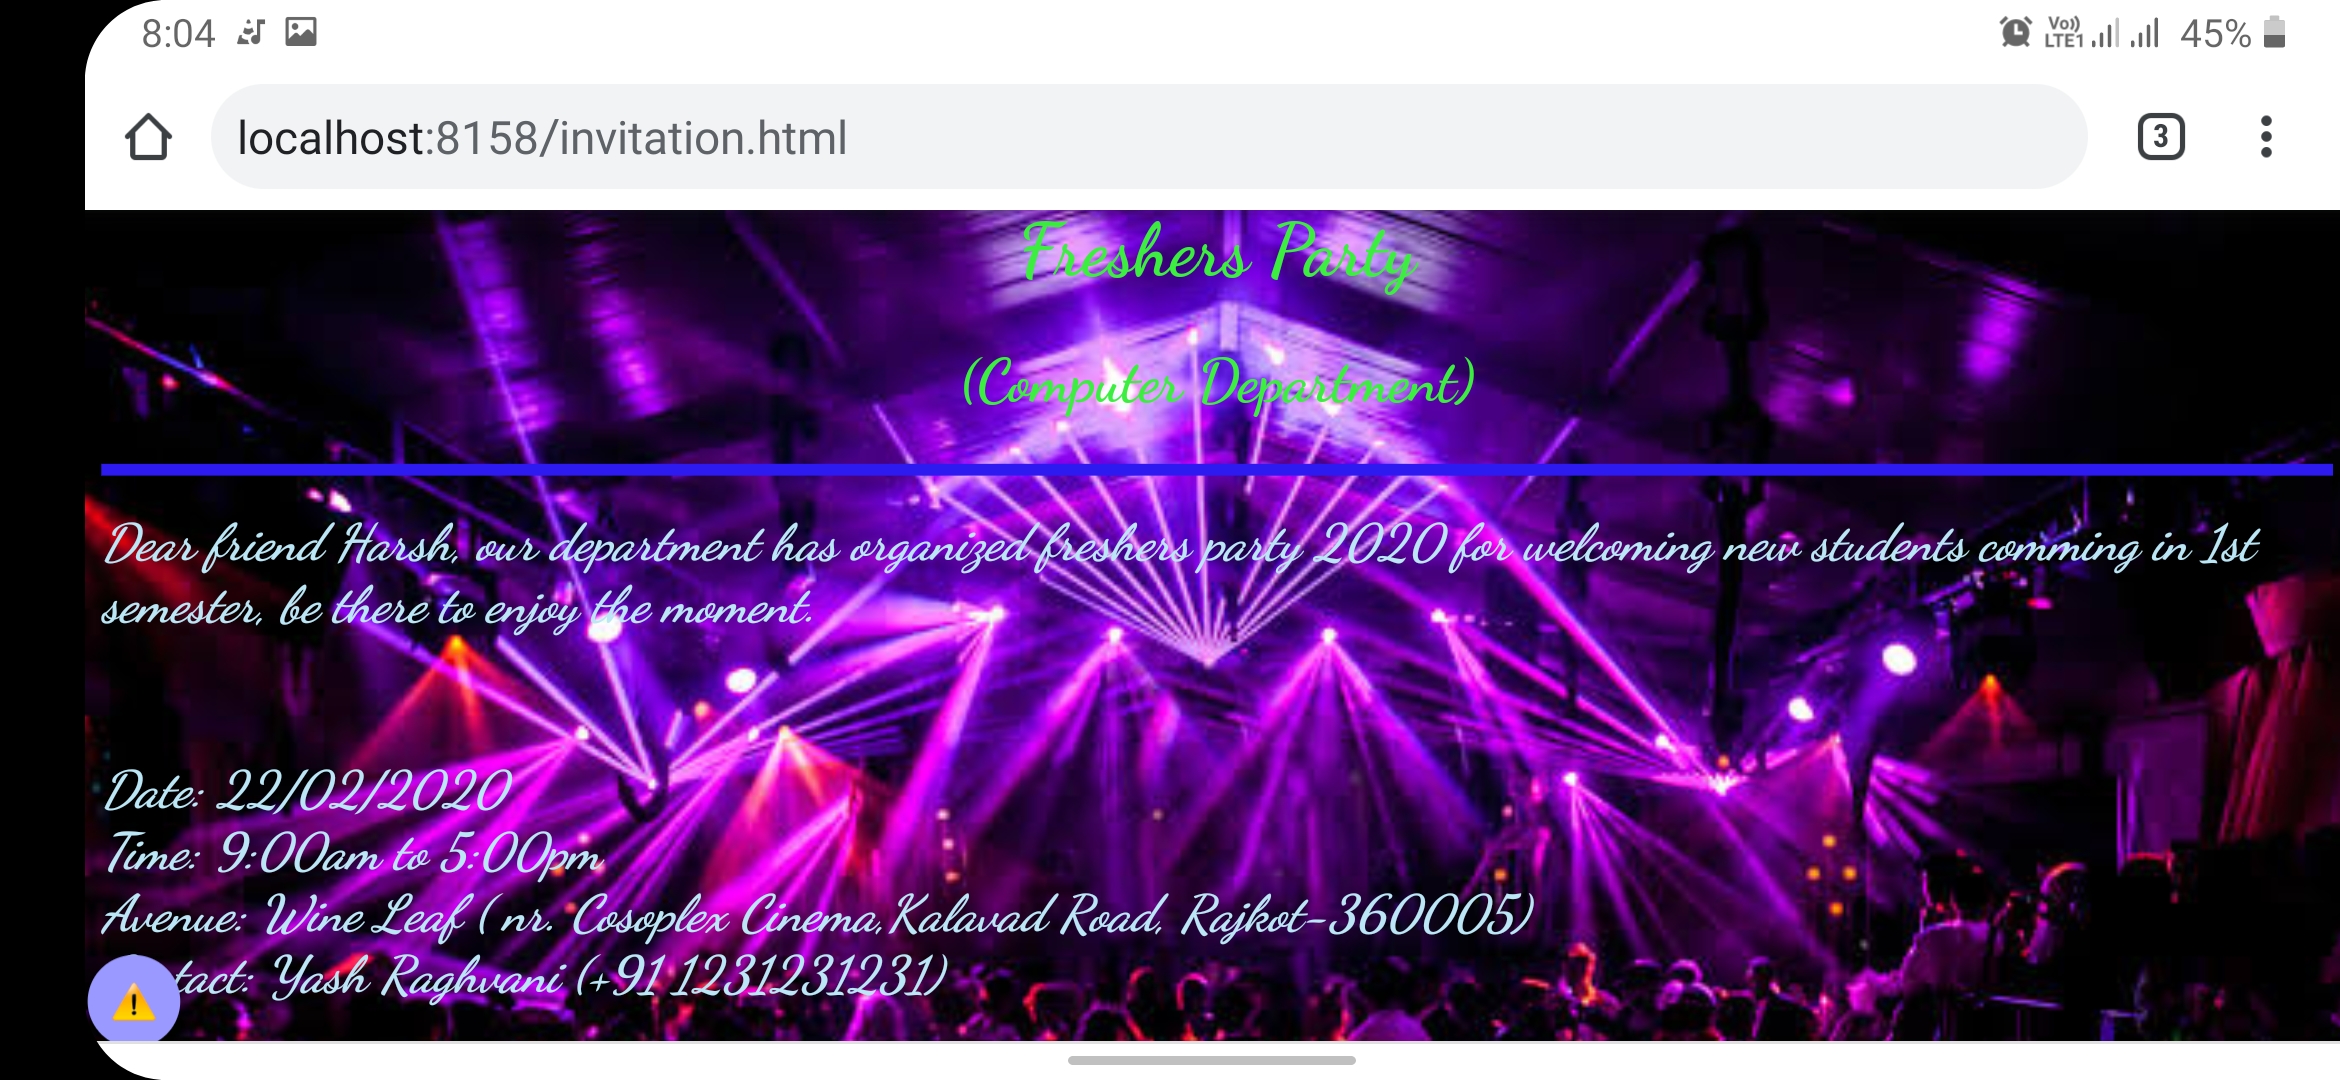 8:04 Vo)) LTE1 45%
localhost:8158/invitation.html 3
Freshers Party
(Computer Department)
Dear friend Harsh, our department has organized freshers party 2020 for welcoming new students comming in 1st
semester, be there to enjoy the moment.
Date: 22/02/2020
Time: 9:00am to 5:00pm
Avenue: Wine Leaf ( nr. Cosoplex Cinema,Kalavad Road, Rajkot-360005)
tact: Yash Raghvani (+91 1231231231)